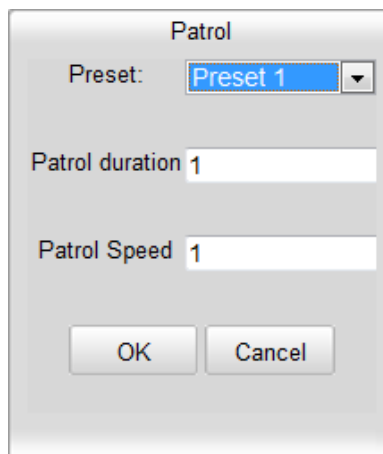 Patrol
Preset: Preset 1
Patrol duration 1
Patrol Speed 1
OK Cancel